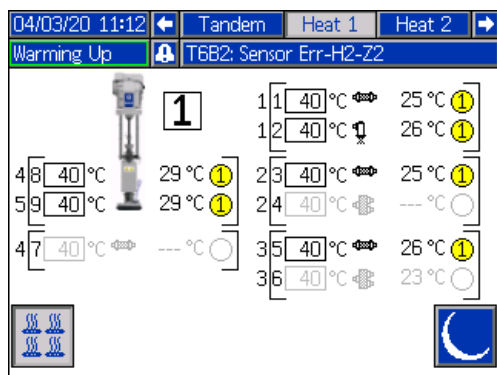 04/03/20 11:12 Tandem Heat 1 Heat 2
Warming Up T6B2: Sensor Err-H2-Z2
1
1 1 40 °C 25 °C 1
1 2 40 °C 26 °C 1
4 8 40 °C 29 °C 1
5 9 40 °C 29 °C 1
2 3 40 °C 25 °C 1
2 4 40 °C --- °C
4 7 40 °C --- °C
3 5 40 °C 26 °C 1
3 6 40 °C 23 °C